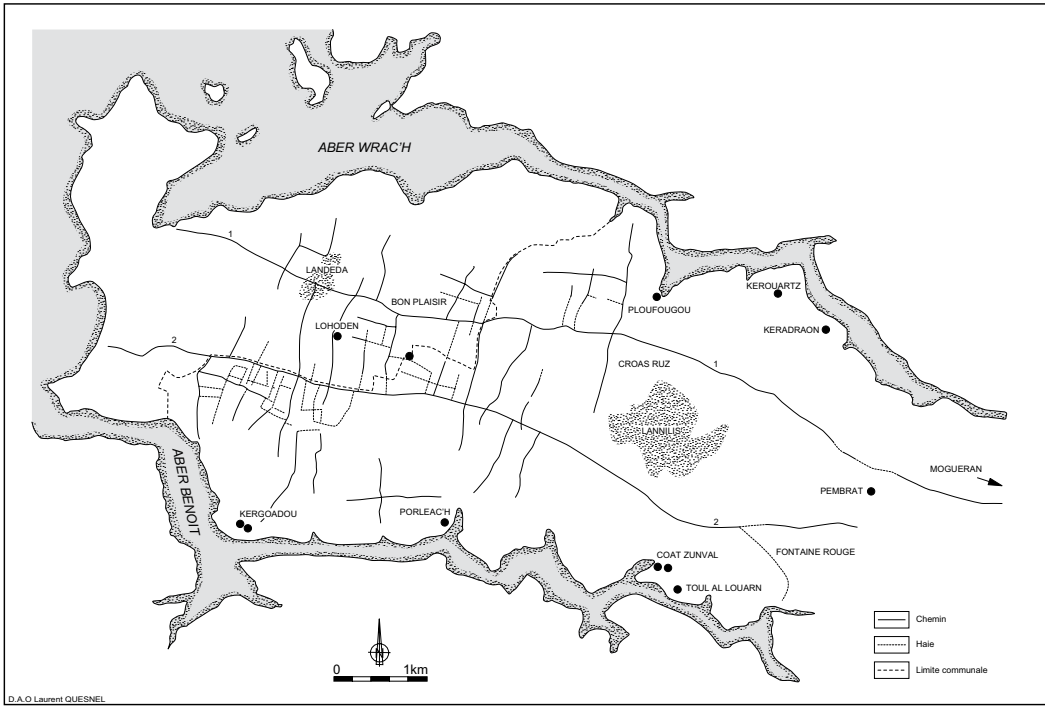 ABER WRAC'H
1
LANDEDA
BON PLAISIR
PLOUFOUGOU
KEROUARTZ
LOHODEN
KERADRAON
2
CROAS RUZ
1
LANNILIS
MOGUERAN
PEMBRAT
ABER BENOIT
KERGOADOU
PORLEAC'H
2
FONTAINE ROUGE
COAT ZUNVAL
TOUL AL LOUARN
Chemin
Haie
Limite communale
N
0 1km
D.A.O Laurent QUESNEL